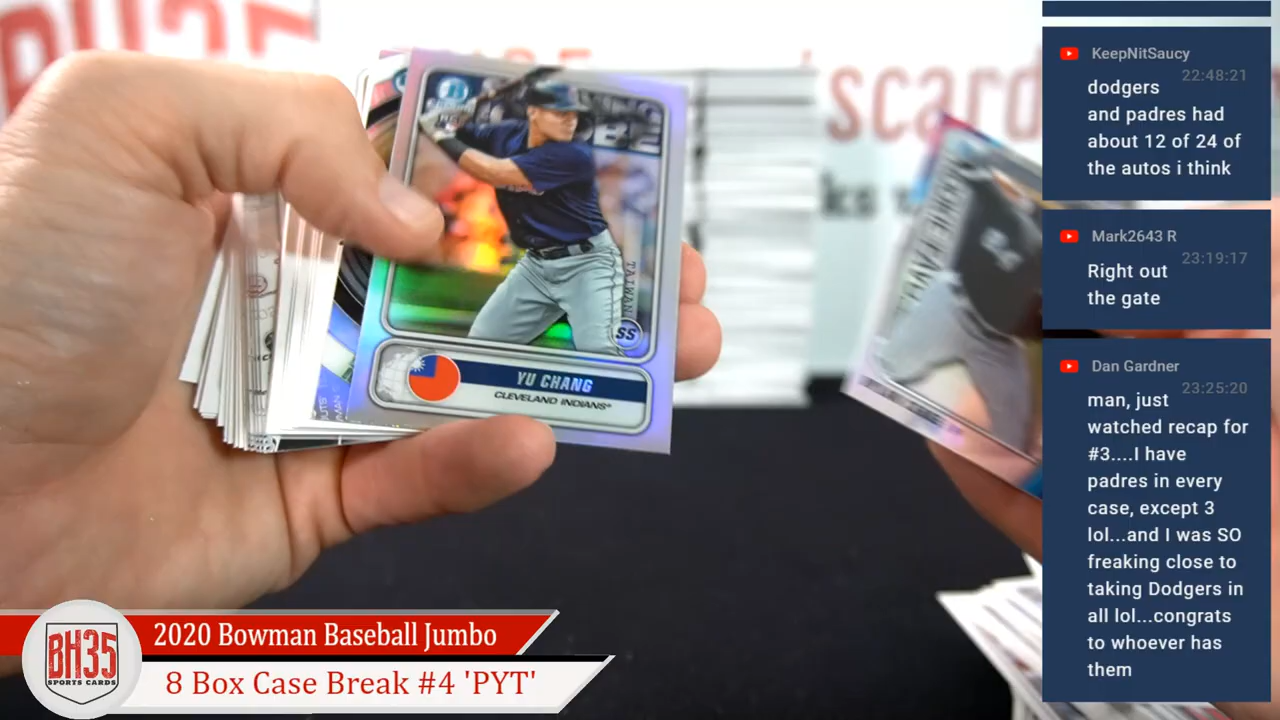 TAIWAN
SS
YU CHANG
CLEVELAND INDIANS
KeepNitSaucy
22:48:21
dodgers
and padres had
about 12 of 24 of
the autos i think
Mark2643 R
23:19:17
Right out
the gate
Dan Gardner
23:25:20
man, just
watched recap for
#3....I have
padres in every
case, except 3
lol...and I was SO
freaking close to
taking Dodgers in
all lol...congrats
to whoever has
them
BH35
SPORTS CARDS
2020 Bowman Baseball Jumbo
8 Box Case Break #4 'PYT'